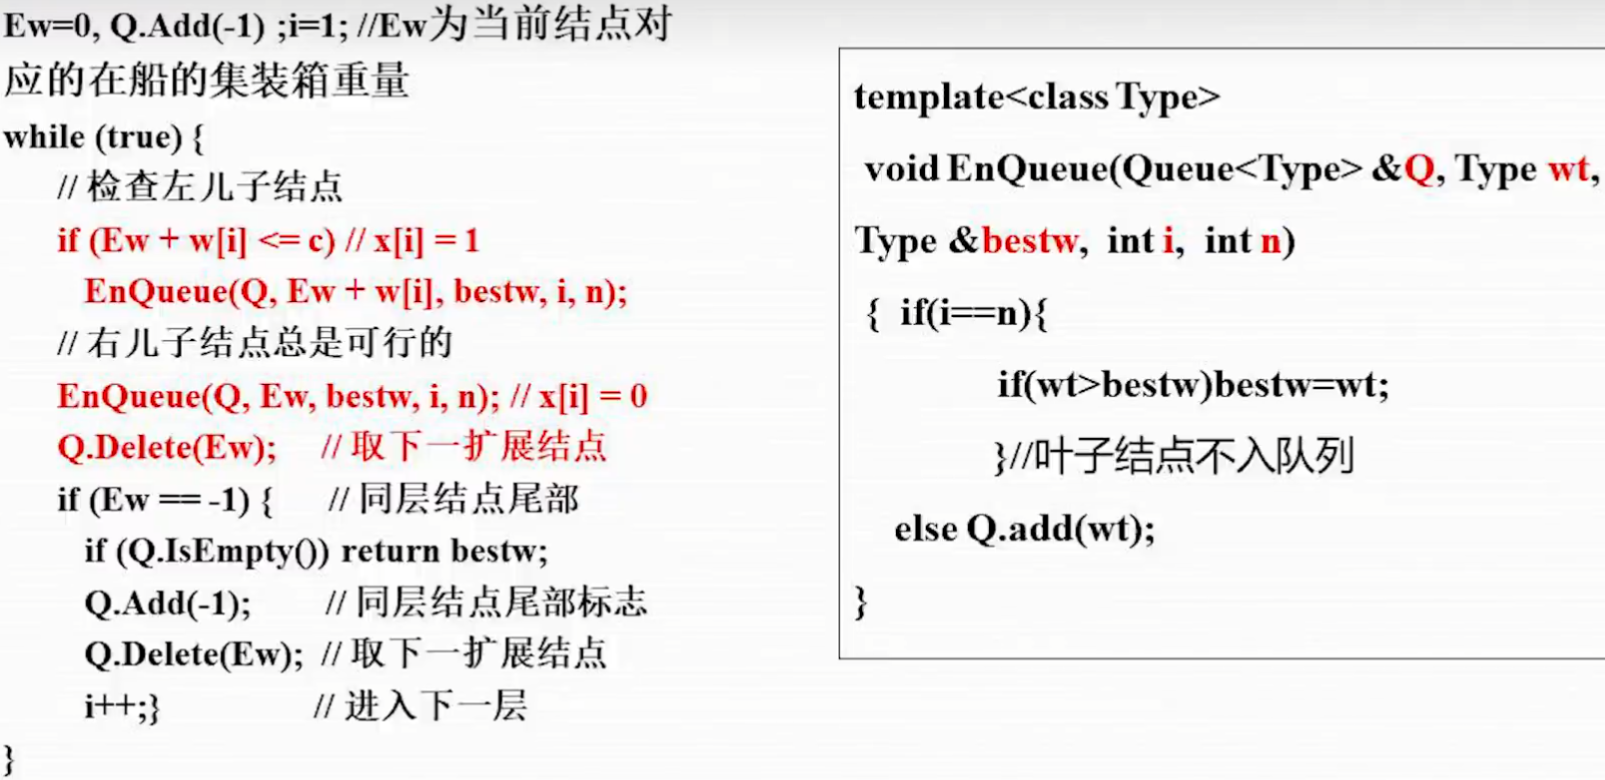 Ew=0, Q.Add(-1) ;i=1; //Ew为当前结点对
应的在船的集装箱重量
while (true) {
// 检查左儿子结点
if (Ew + w[i] <= c) // x[i] = 1
EnQueue(Q, Ew + w[i], bestw, i, n);
// 右儿子结点总是可行的
EnQueue(Q, Ew, bestw, i, n); // x[i] = 0
Q.Delete(Ew); // 取下一扩展结点
if (Ew == -1) { // 同层结点尾部
if (Q.IsEmpty()) return bestw;
Q.Add(-1); // 同层结点尾部标志
Q.Delete(Ew); // 取下一扩展结点
i++;} // 进入下一层
}
template<class Type>
void EnQueue(Queue<Type> &Q, Type wt,
Type &bestw, int i, int n)
{ if(i==n){
if(wt>bestw)bestw=wt;
}//叶子结点不入队列
else Q.add(wt);
}